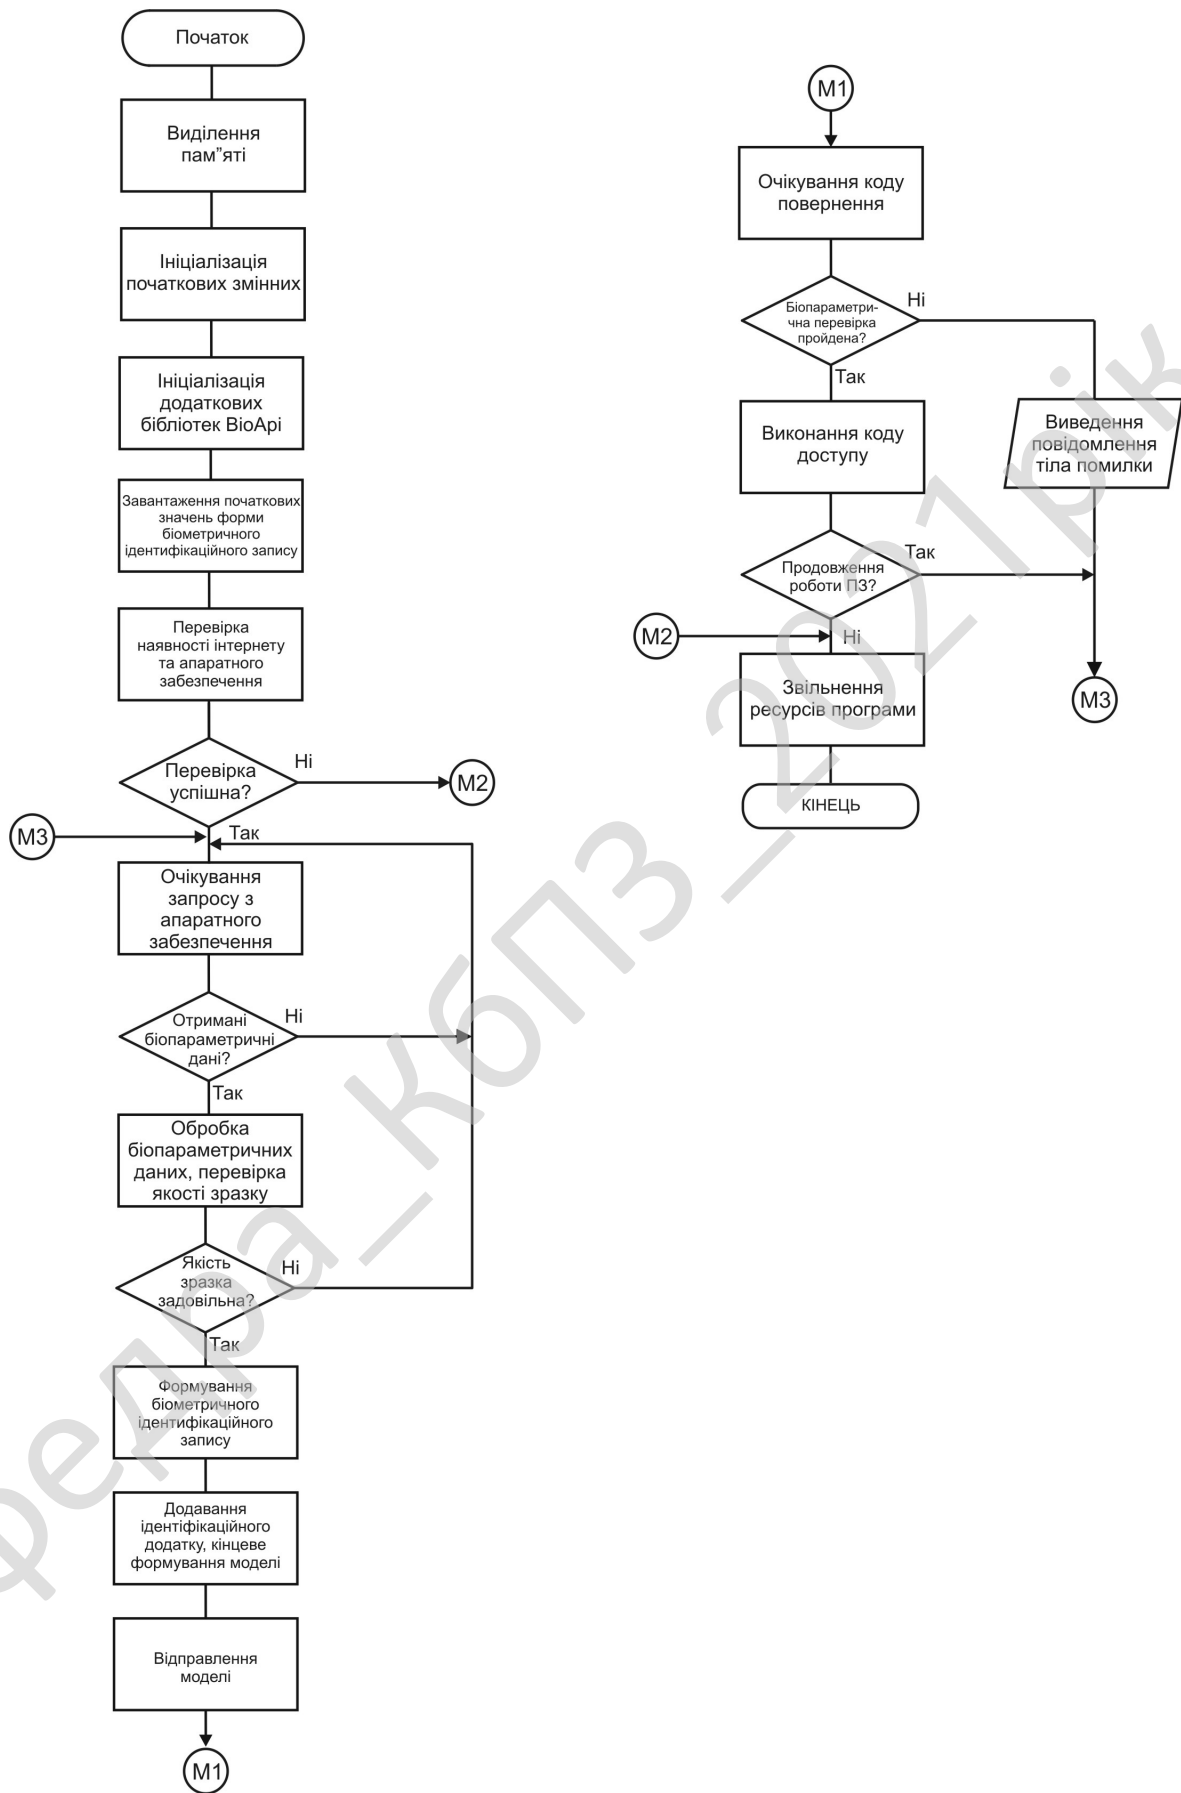 Початок
Виділення
пам"яті
Ініціалізація
початкових змінних
Ініціалізація
додаткових
бібліотек BioApi
Завантаження початкових
значень форми
біометричного
ідентифікаційного запису
Перевірка
наявності інтернету
та апаратного
забезпечення
Перевірка
успішна?
Ні
M2
M3
Так
Очікування
запросу з
апаратного
забезпечення
Отримані
біопараметричні
дані?
Ні
Так
Обробка
біопараметричних
даних, перевірка
якості зразку
Якість
зразка
задовільна?
Ні
Так
Формування
біометричного
ідентифікаційного
запису
Додавання
ідентіфікаційного
додатку, кінцеве
формування моделі
Відправлення
моделі
M1
M1
Очікування коду
повернення
Біопараметри-
чна перевірка
пройдена?
Ні
Так
Виконання коду
доступу
Виведення
повідомлення
тіла помилки
Продовження
роботи ПЗ?
Так
M2
Ні
Звільнення
ресурсів програми
M3
КІНЕЦЬ
федра_КбПЗ_2021рік